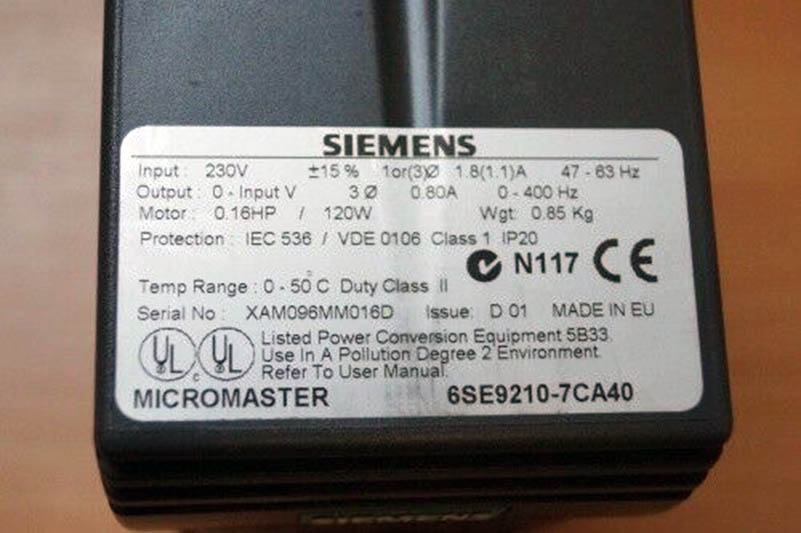 SIEMENS
Input : 230V ±15 % 1or(3)Ø 1.8(1.1)A 47 - 63 Hz
Output : 0 - Input V 3 Ø 0.80A 0 - 400 Hz
Motor : 0.16HP / 120W Wgt: 0.85 Kg
Protection : IEC 536 / VDE 0106 Class 1 IP20
N117 CE
Temp Range : 0 - 50°C Duty Class II
Serial No : XAM096MM016D Issue: D 01 MADE IN EU
UL c UL Listed Power Conversion Equipment 5B33.
Use In A Pollution Degree 2 Environment.
Refer To User Manual.
MICROMASTER 6SE9210-7CA40
SIEMENS